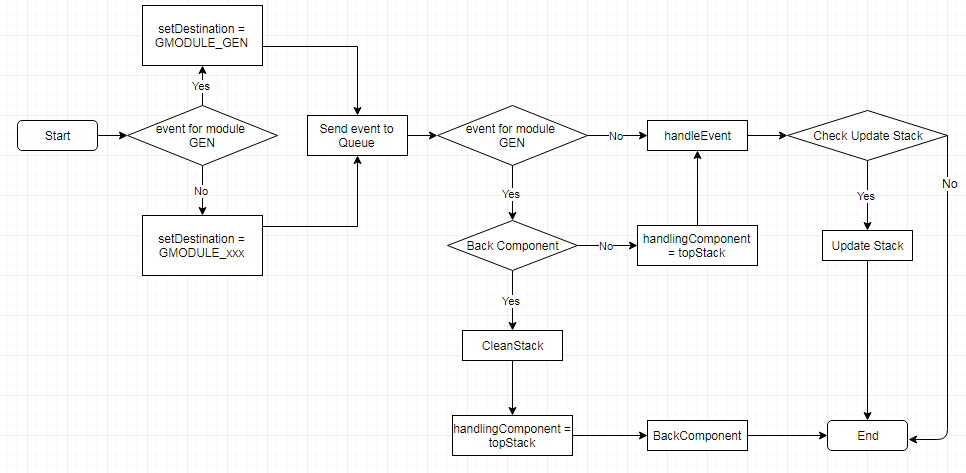 setDestination =
GMODULE_GEN
Yes
Start
event for module
GEN
Send event to
Queue
event for module
GEN
No
handleEvent
Check Update Stack
No
No
Yes
Yes
setDestination =
GMODULE_xxx
Back Component
No
handlingComponent
= topStack
Update Stack
Yes
CleanStack
handlingComponent =
topStack
BackComponent
End